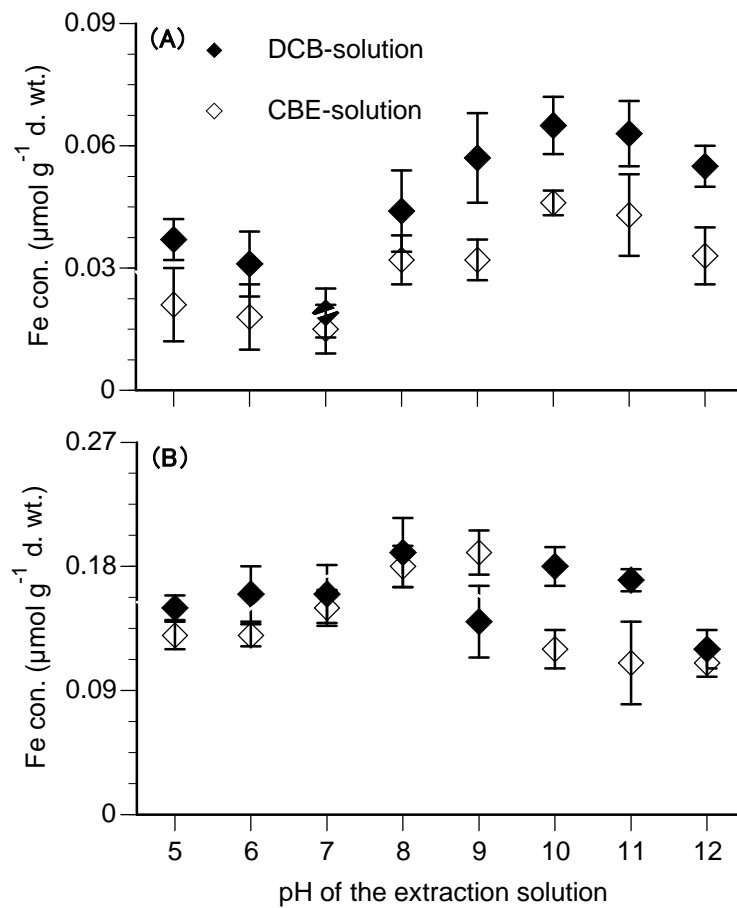 0.09
(A)
DCB-solution
CBE-solution
0.06
0.03
0
Fe con. (µmol g⁻¹ d. wt.)
0.27
(B)
0.18
0.09
0
Fe con. (µmol g⁻¹ d. wt.)
5 6 7 8 9 10 11 12
pH of the extraction solution